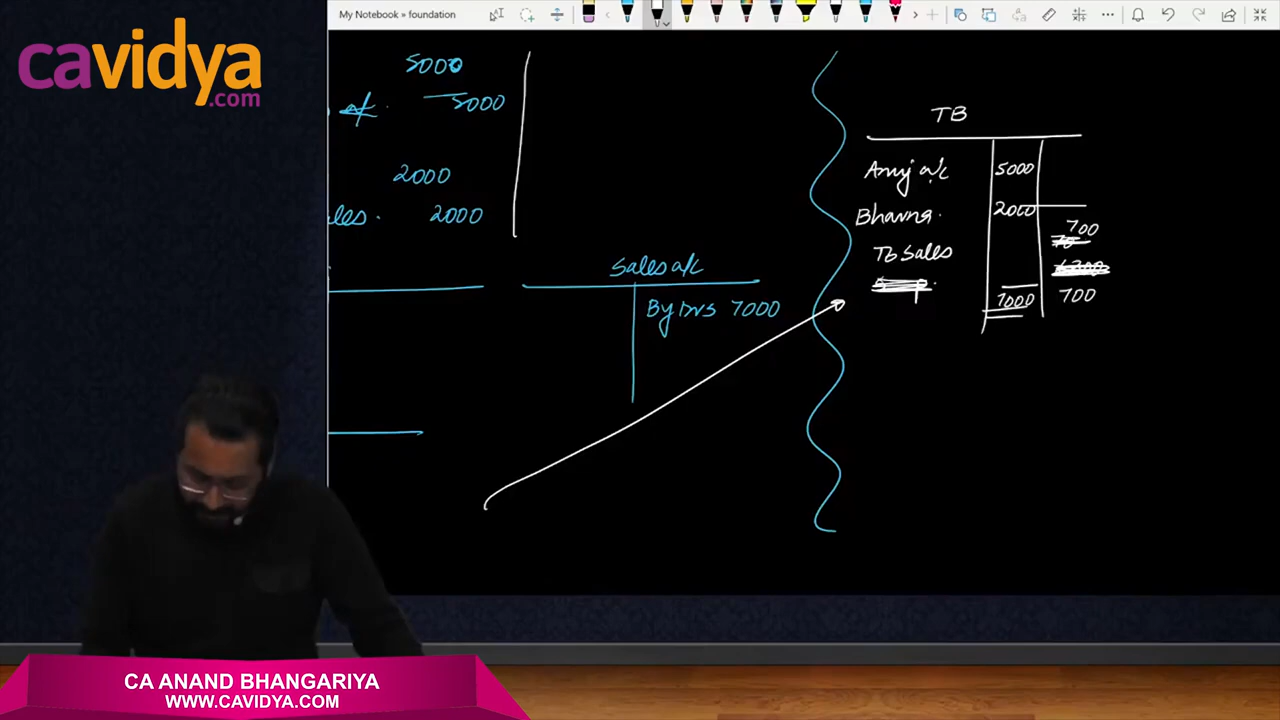 cavidya
.com
My Notebook » foundation
5000
a/c. 5000
2000
ales. 2000
Sales a/c
By Drs 7000
TB
Anuj a/c 5000
Bhavna. 2000
700
To Sales
7000 700
CA ANAND BHANGARIYA
WWW.CAVIDYA.COM